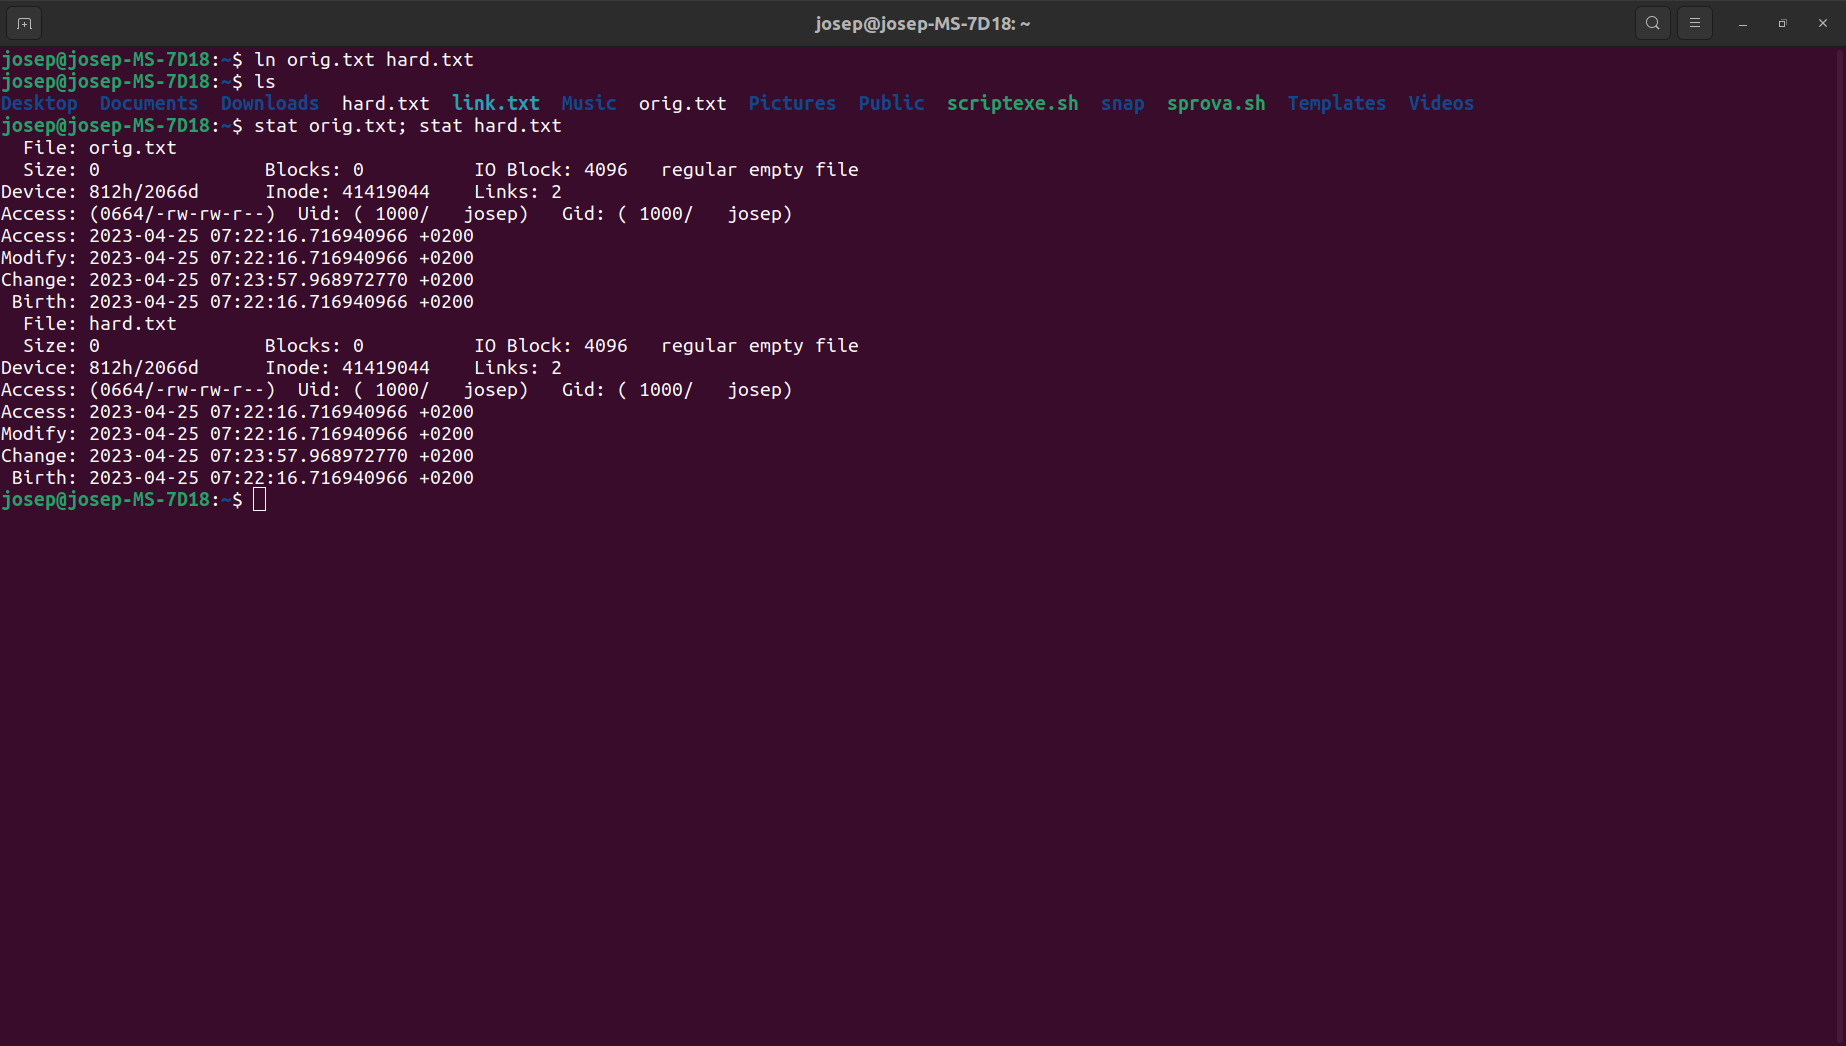 josep@josep-MS-7D18: ~
josep@josep-MS-7D18:~$ ln orig.txt hard.txt
josep@josep-MS-7D18:~$ ls
Desktop  Documents  Downloads  hard.txt  link.txt  Music  orig.txt  Pictures  Public  scriptexe.sh  snap  sprova.sh  Templates  Videos
josep@josep-MS-7D18:~$ stat orig.txt; stat hard.txt
  File: orig.txt
  Size: 0               Blocks: 0          IO Block: 4096   regular empty file
Device: 812h/2066d      Inode: 41419044    Links: 2
Access: (0664/-rw-rw-r--)  Uid: ( 1000/   josep)   Gid: ( 1000/   josep)
Access: 2023-04-25 07:22:16.716940966 +0200
Modify: 2023-04-25 07:22:16.716940966 +0200
Change: 2023-04-25 07:23:57.968972770 +0200
 Birth: 2023-04-25 07:22:16.716940966 +0200
  File: hard.txt
  Size: 0               Blocks: 0          IO Block: 4096   regular empty file
Device: 812h/2066d      Inode: 41419044    Links: 2
Access: (0664/-rw-rw-r--)  Uid: ( 1000/   josep)   Gid: ( 1000/   josep)
Access: 2023-04-25 07:22:16.716940966 +0200
Modify: 2023-04-25 07:22:16.716940966 +0200
Change: 2023-04-25 07:23:57.968972770 +0200
 Birth: 2023-04-25 07:22:16.716940966 +0200
josep@josep-MS-7D18:~$